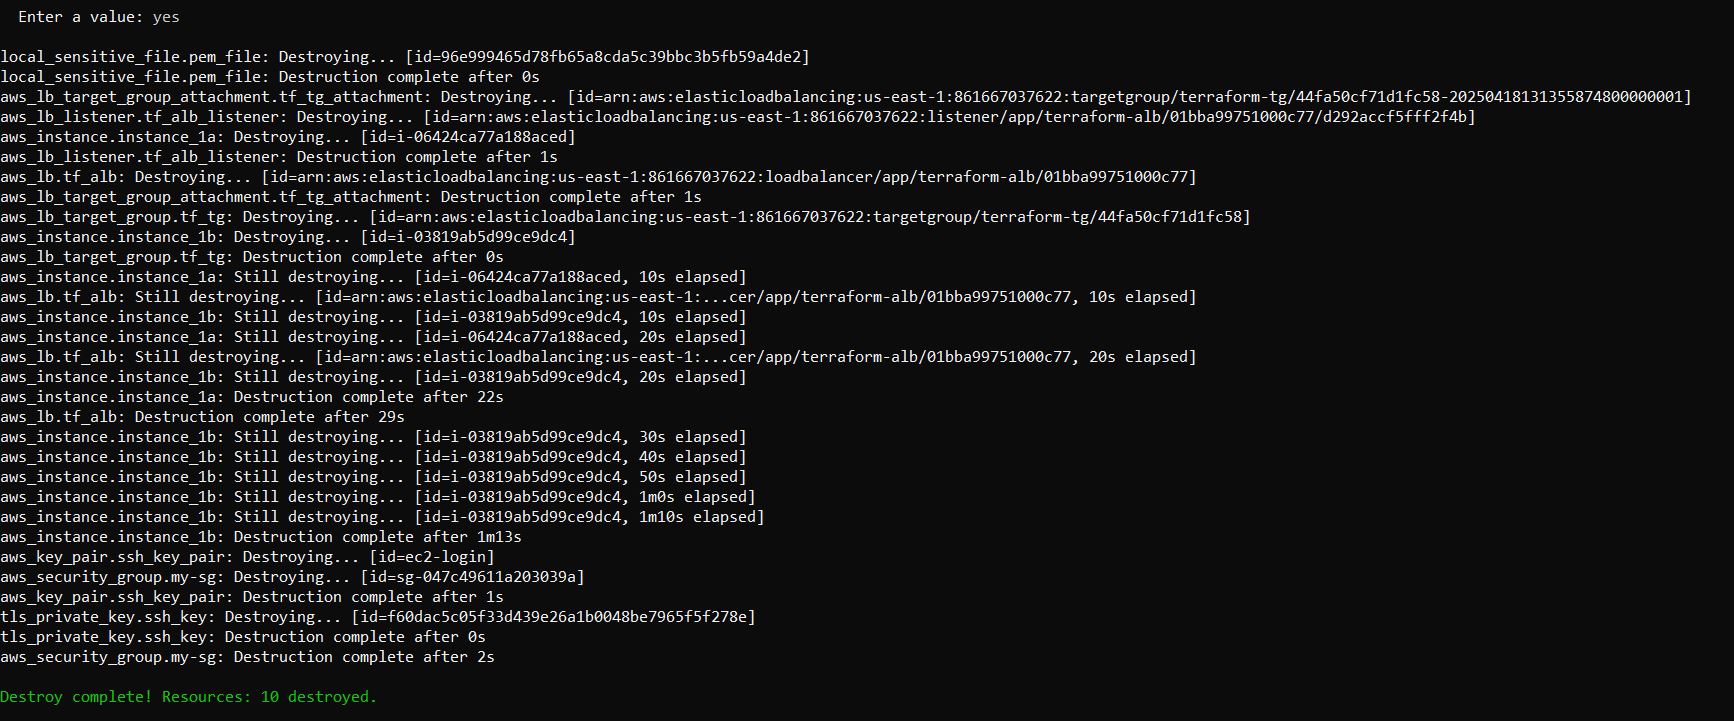 Enter a value: yes
local_sensitive_file.pem_file: Destroying... [id=96e999465d78fb65a8cda5c39bbc3b5fb59a4de2]
local_sensitive_file.pem_file: Destruction complete after 0s
aws_lb_target_group_attachment.tf_tg_attachment: Destroying... [id=arn:aws:elasticloadbalancing:us-east-1:861667037622:targetgroup/terraform-tg/44fa50cf71d1fc58-20250418131355874800000001]
aws_lb_listener.tf_alb_listener: Destroying... [id=arn:aws:elasticloadbalancing:us-east-1:861667037622:listener/app/terraform-alb/01bba99751000c77/d292accf5fff2f4b]
aws_instance.instance_1a: Destroying... [id=i-06424ca77a188aced]
aws_lb_listener.tf_alb_listener: Destruction complete after 1s
aws_lb.tf_alb: Destroying... [id=arn:aws:elasticloadbalancing:us-east-1:861667037622:loadbalancer/app/terraform-alb/01bba99751000c77]
aws_lb_target_group_attachment.tf_tg_attachment: Destruction complete after 1s
aws_lb_target_group.tf_tg: Destroying... [id=arn:aws:elasticloadbalancing:us-east-1:861667037622:targetgroup/terraform-tg/44fa50cf71d1fc58]
aws_instance.instance_1b: Destroying... [id=i-03819ab5d99ce9dc4]
aws_lb_target_group.tf_tg: Destruction complete after 0s
aws_instance.instance_1a: Still destroying... [id=i-06424ca77a188aced, 10s elapsed]
aws_lb.tf_alb: Still destroying... [id=arn:aws:elasticloadbalancing:us-east-1:...cer/app/terraform-alb/01bba99751000c77, 10s elapsed]
aws_instance.instance_1b: Still destroying... [id=i-03819ab5d99ce9dc4, 10s elapsed]
aws_instance.instance_1a: Still destroying... [id=i-06424ca77a188aced, 20s elapsed]
aws_lb.tf_alb: Still destroying... [id=arn:aws:elasticloadbalancing:us-east-1:...cer/app/terraform-alb/01bba99751000c77, 20s elapsed]
aws_instance.instance_1b: Still destroying... [id=i-03819ab5d99ce9dc4, 20s elapsed]
aws_instance.instance_1a: Destruction complete after 22s
aws_lb.tf_alb: Destruction complete after 29s
aws_instance.instance_1b: Still destroying... [id=i-03819ab5d99ce9dc4, 30s elapsed]
aws_instance.instance_1b: Still destroying... [id=i-03819ab5d99ce9dc4, 40s elapsed]
aws_instance.instance_1b: Still destroying... [id=i-03819ab5d99ce9dc4, 50s elapsed]
aws_instance.instance_1b: Still destroying... [id=i-03819ab5d99ce9dc4, 1m0s elapsed]
aws_instance.instance_1b: Still destroying... [id=i-03819ab5d99ce9dc4, 1m10s elapsed]
aws_instance.instance_1b: Destruction complete after 1m13s
aws_key_pair.ssh_key_pair: Destroying... [id=ec2-login]
aws_security_group.my-sg: Destroying... [id=sg-047c49611a203039a]
aws_key_pair.ssh_key_pair: Destruction complete after 1s
tls_private_key.ssh_key: Destroying... [id=f60dac5c05f33d439e26a1b0048be7965f5f278e]
tls_private_key.ssh_key: Destruction complete after 0s
aws_security_group.my-sg: Destruction complete after 2s
Destroy complete! Resources: 10 destroyed.